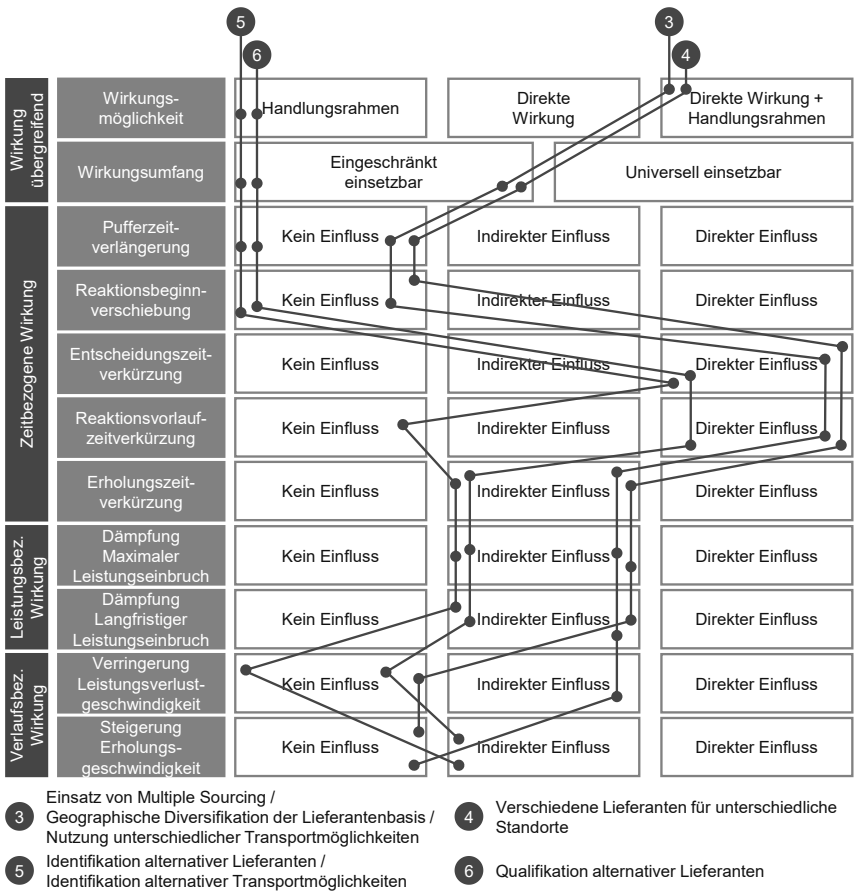 5
3
6
4
Wirkung
übergreifend
Wirkungs-
möglichkeit
Handlungsrahmen
Direkte
Wirkung
Direkte Wirkung +
Handlungsrahmen
Wirkungsumfang
Eingeschränkt
einsetzbar
Universell einsetzbar
Zeitbezogene Wirkung
Pufferzeit-
verlängerung
Kein Einfluss
Indirekter Einfluss
Direkter Einfluss
Reaktionsbeginn-
verschiebung
Kein Einfluss
Indirekter Einfluss
Direkter Einfluss
Entscheidungszeit-
verkürzung
Kein Einfluss
Indirekter Einfluss
Direkter Einfluss
Reaktionsvorlauf-
zeitverkürzung
Kein Einfluss
Indirekter Einfluss
Direkter Einfluss
Erholungszeit-
verkürzung
Kein Einfluss
Indirekter Einfluss
Direkter Einfluss
Leistungsbez.
Wirkung
Dämpfung
Maximaler
Leistungseinbruch
Kein Einfluss
Indirekter Einfluss
Direkter Einfluss
Dämpfung
Langfristiger
Leistungseinbruch
Kein Einfluss
Indirekter Einfluss
Direkter Einfluss
Verlaufsbez.
Wirkung
Verringerung
Leistungsverlust-
geschwindigkeit
Kein Einfluss
Indirekter Einfluss
Direkter Einfluss
Steigerung
Erholungs-
geschwindigkeit
Kein Einfluss
Indirekter Einfluss
Direkter Einfluss
3
Einsatz von Multiple Sourcing /
Geographische Diversifikation der Lieferantenbasis /
Nutzung unterschiedlicher Transportmöglichkeiten
4
Verschiedene Lieferanten für unterschiedliche
Standorte
5
Identifikation alternativer Lieferanten /
Identifikation alternativer Transportmöglichkeiten
6
Qualifikation alternativer Lieferanten